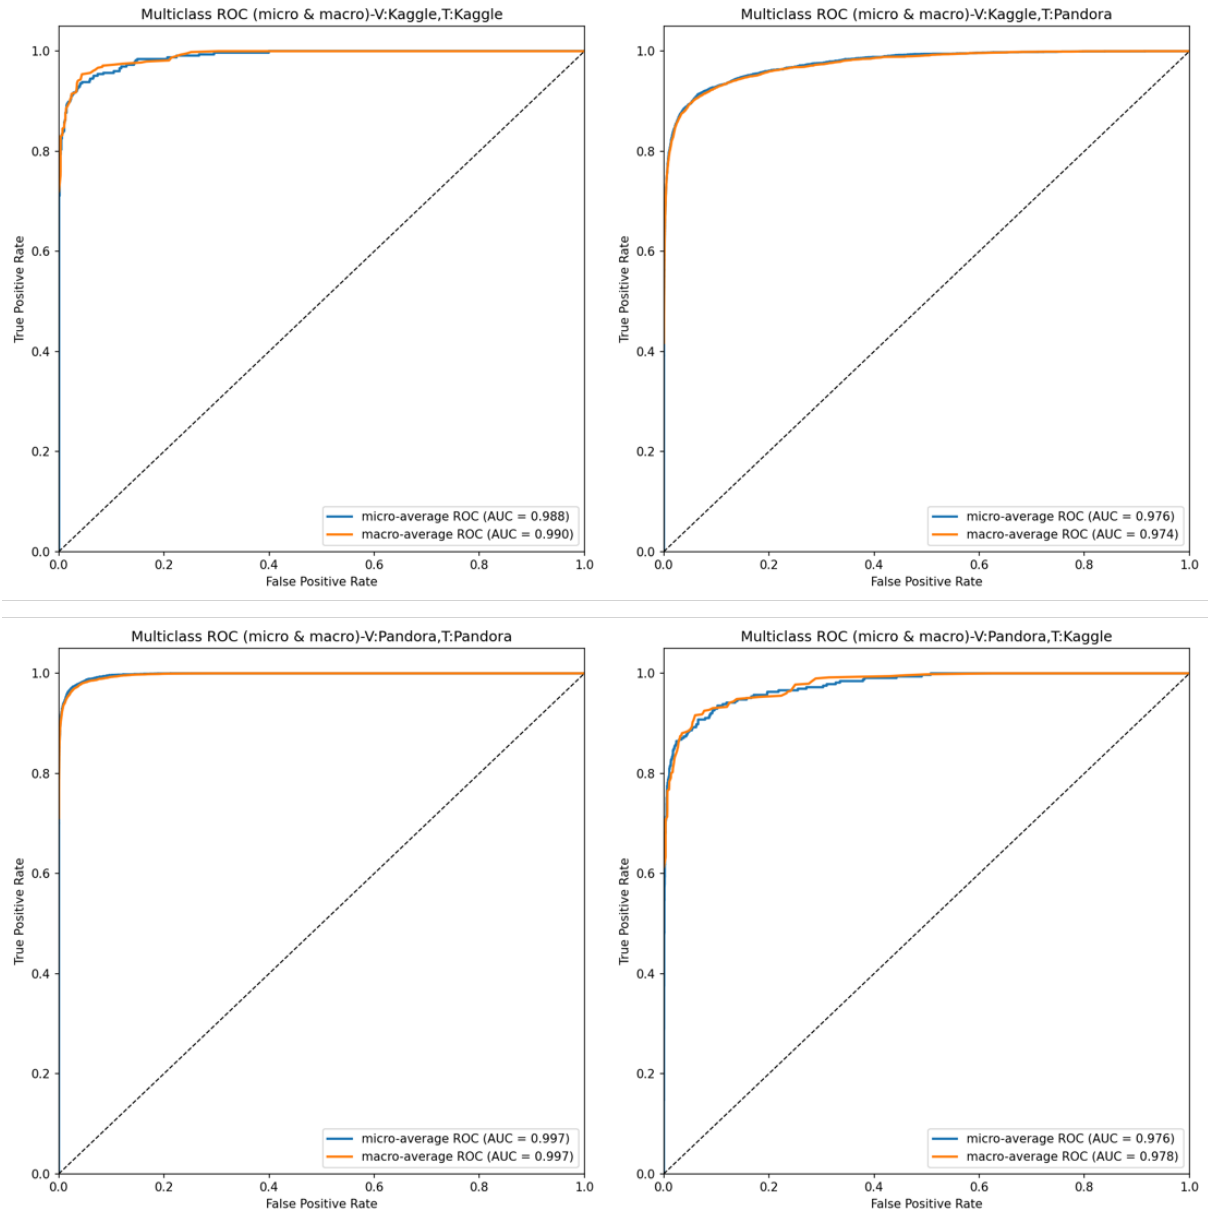 Multiclass ROC (micro & macro)-V:Kaggle,T:Kaggle
1.0
0.8
0.6
0.4
0.2
0.0
True Positive Rate
micro-average ROC (AUC = 0.988)
macro-average ROC (AUC = 0.990)
0.0 0.2 0.4 0.6 0.8 1.0
False Positive Rate
Multiclass ROC (micro & macro)-V:Kaggle,T:Pandora
1.0
0.8
0.6
0.4
0.2
0.0
True Positive Rate
micro-average ROC (AUC = 0.976)
macro-average ROC (AUC = 0.974)
0.0 0.2 0.4 0.6 0.8 1.0
False Positive Rate
Multiclass ROC (micro & macro)-V:Pandora,T:Pandora
1.0
0.8
0.6
0.4
0.2
0.0
True Positive Rate
micro-average ROC (AUC = 0.997)
macro-average ROC (AUC = 0.997)
0.0 0.2 0.4 0.6 0.8 1.0
False Positive Rate
Multiclass ROC (micro & macro)-V:Pandora,T:Kaggle
1.0
0.8
0.6
0.4
0.2
0.0
True Positive Rate
micro-average ROC (AUC = 0.976)
macro-average ROC (AUC = 0.978)
0.0 0.2 0.4 0.6 0.8 1.0
False Positive Rate